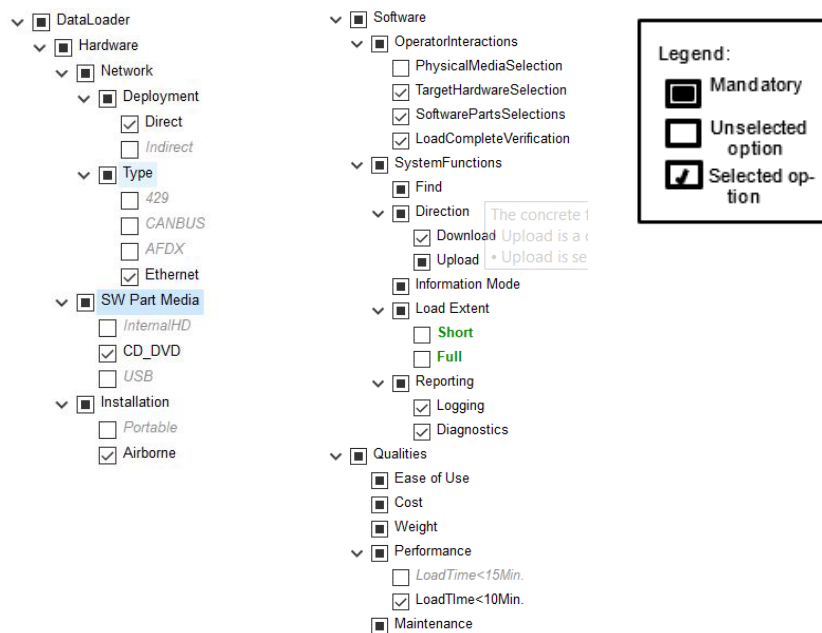 DataLoader
Hardware
Network
Deployment
Direct
Indirect
Type
429
CANBUS
AFDX
Ethernet
SW Part Media
InternalHD
CD_DVD
USB
Installation
Portable
Airborne
Software
OperatorInteractions
PhysicalMediaSelection
TargetHardwareSelection
SoftwarePartsSelections
LoadCompleteVerification
SystemFunctions
Find
Direction
The concrete
Download
• Upload is a
Upload
• Upload is se
Information Mode
Load Extent
Short
Full
Reporting
Logging
Diagnostics
Qualities
Ease of Use
Cost
Weight
Performance
LoadTime<15Min.
LoadTIme<10Min.
Maintenance
Legend:
Mandatory
Unselected
option
Selected op-
tion